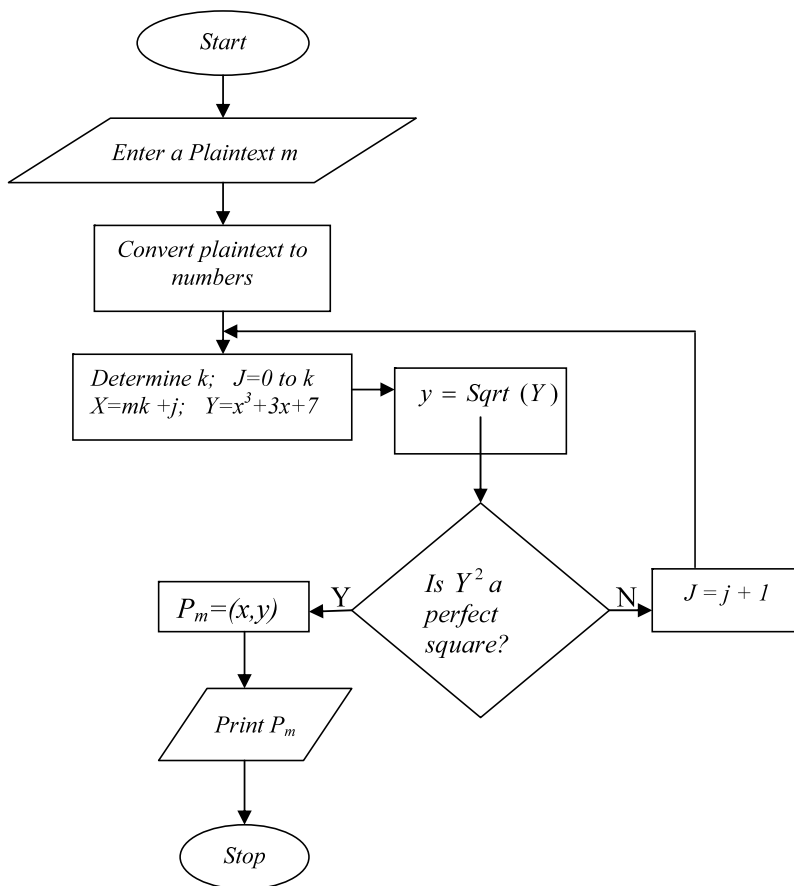 Start
Enter a Plaintext m
Convert plaintext to
numbers
Determine k; J=0 to k
X=mk +j; Y=x³+3x+7
y = Sqrt (Y)
Is Y² a
perfect
square?
Y
N
J = j + 1
Pₘ=(x,y)
Print Pₘ
Stop